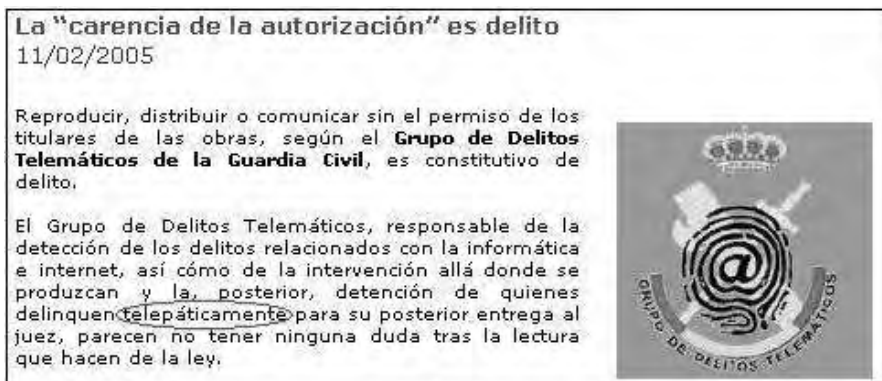 La "carencia de la autorización" es delito
11/02/2005
Reproducir, distribuir o comunicar sin el permiso de los
titulares de las obras, según el Grupo de Delitos
Telemáticos de la Guardia Civil, es constitutivo de
delito.
El Grupo de Delitos Telemáticos, responsable de la
detección de los delitos relacionados con la informática
e internet, así cómo de la intervención allá donde se
produzcan y la, posterior, detención de quienes
delinquen telepáticamente para su posterior entrega al
juez, parecen no tener ninguna duda tras la lectura
que hacen de la ley.
@
GRUPO DE DELITOS TELEMÁTICOS